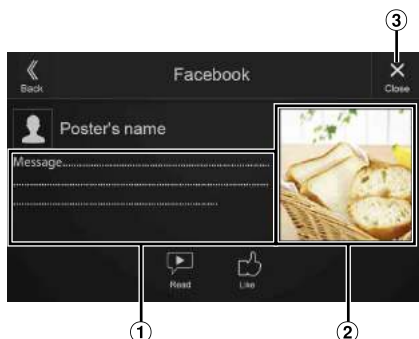 ③
Back Facebook Close
Poster's name
Message....................................................
................................................................
...................................................
Read Like
① ②